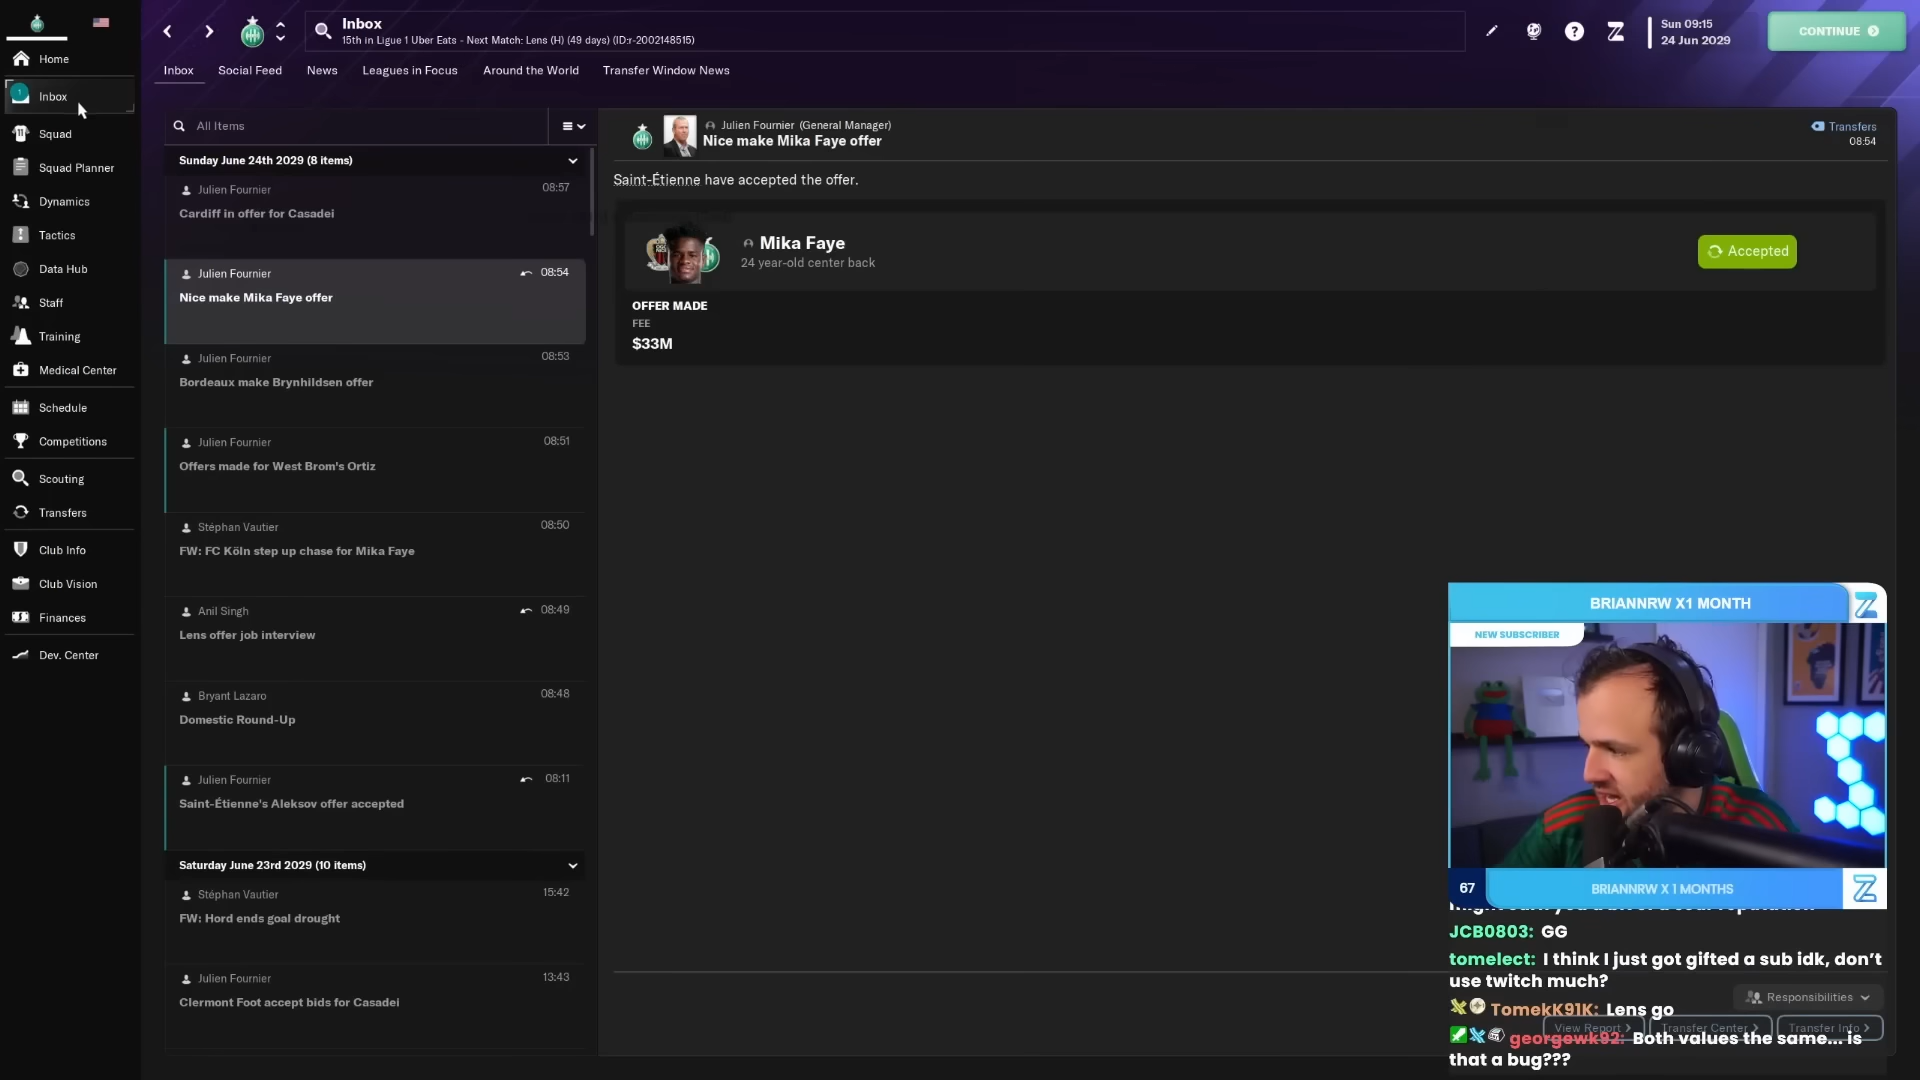 Home
Inbox
Squad
Squad Planner
Dynamics
Tactics
Data Hub
Staff
Training
Medical Center
Schedule
Competitions
Scouting
Transfers
Club Info
Club Vision
Finances
Dev. Center
Inbox
15th in Ligue 1 Uber Eats - Next Match: Lens (H) (49 days) (ID:r-2002148515)
Sun 09:15
24 Jun 2029
CONTINUE
Inbox
Social Feed
News
Leagues in Focus
Around the World
Transfer Window News
All Items
Sunday June 24th 2029 (8 items)
Julien Fournier 08:57
Cardiff in offer for Casadei
Julien Fournier 08:54
Nice make Mika Faye offer
Julien Fournier 08:53
Bordeaux make Brynhildsen offer
Julien Fournier 08:51
Offers made for West Brom's Ortiz
Stéphan Vautier 08:50
FW: FC Köln step up chase for Mika Faye
Anil Singh 08:49
Lens offer job interview
Bryant Lazaro 08:48
Domestic Round-Up
Julien Fournier 08:11
Saint-Étienne's Aleksov offer accepted
Saturday June 23rd 2029 (10 items)
Stéphan Vautier 15:42
FW: Hord ends goal drought
Julien Fournier 13:43
Clermont Foot accept bids for Casadei
Julien Fournier (General Manager)
Nice make Mika Faye offer
Transfers
08:54
Saint-Étienne have accepted the offer.
Mika Faye
24 year-old center back
Accepted
OFFER MADE
FEE
$33M
BRIANNRW X1 MONTH
NEW SUBSCRIBER
67
BRIANNRW X 1 MONTHS
JCB0803: GG
tomelect: I think I just got gifted a sub idk, don't
use twitch much?
Responsibilities
TomekK91K: Lens go
View Report
Transfer Center
Transfer Info
georgowk92: Both values the same... is
that a bug???